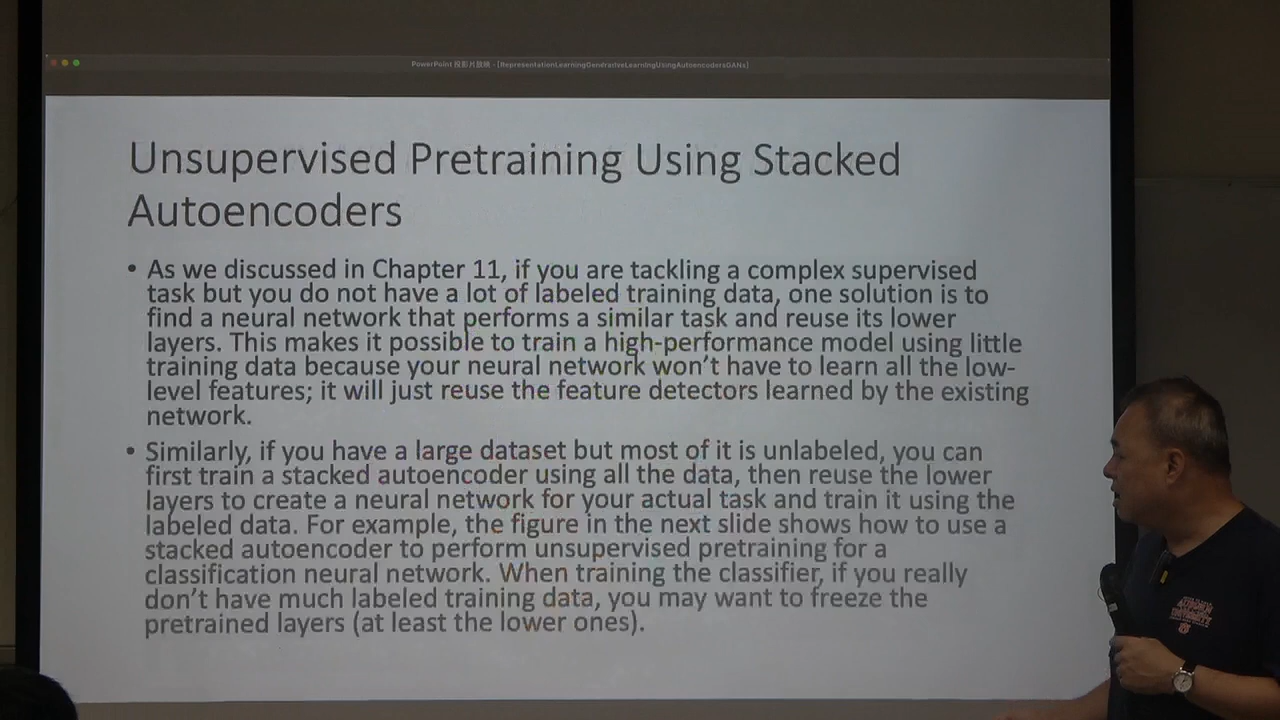 PowerPoint 投影片放映 - [RepresentationLearningGenerativeLearningUsingAutoencodersGANs]
Unsupervised Pretraining Using Stacked
Autoencoders
• As we discussed in Chapter 11, if you are tackling a complex supervised
task but you do not have a lot of labeled training data, one solution is to
find a neural network that performs a similar task and reuse its lower
layers. This makes it possible to train a high-performance model using little
training data because your neural network won't have to learn all the low-
level features; it will just reuse the feature detectors learned by the existing
network.
• Similarly, if you have a large dataset but most of it is unlabeled, you can
first train a stacked autoencoder using all the data, then reuse the lower
layers to create a neural network for your actual task and train it using the
labeled data. For example, the figure in the next slide shows how to use a
stacked autoencoder to perform unsupervised pretraining for a
classification neural network. When training the classifier, if you really
don't have much labeled training data, you may want to freeze the
pretrained layers (at least the lower ones).